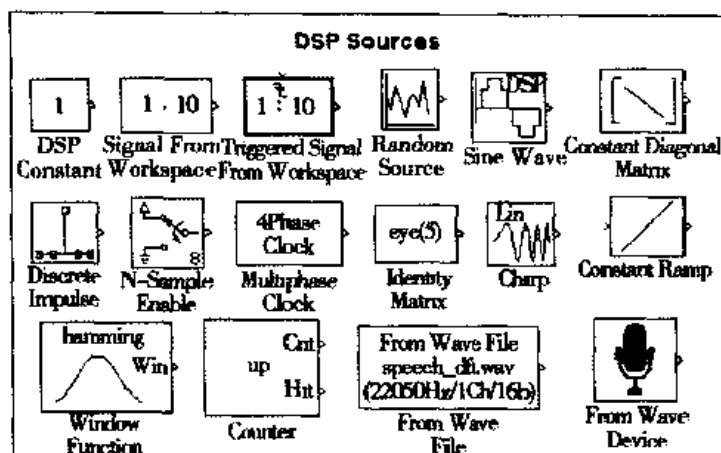 DSP Sources
1
DSP
Constant
1 . 10
Signal From
Workspace
1 : 10
Triggered Signal
From Workspace
Random
Source
DSP
Sine Wave
Constant Diagonal
Matrix
Discrete
Impulse
8
N-Sample
Enable
4Phase
Clock
Multiphase
Clock
eye(5)
Identity
Matrix
Lin
Chirp
Constant Ramp
hamming
Win
Window
Function
Cnt
up
Hit
Counter
From Wave File
speech_dft.wav
(22050Hz/1Ch/16b)
From Wave
File
From Wave
Device